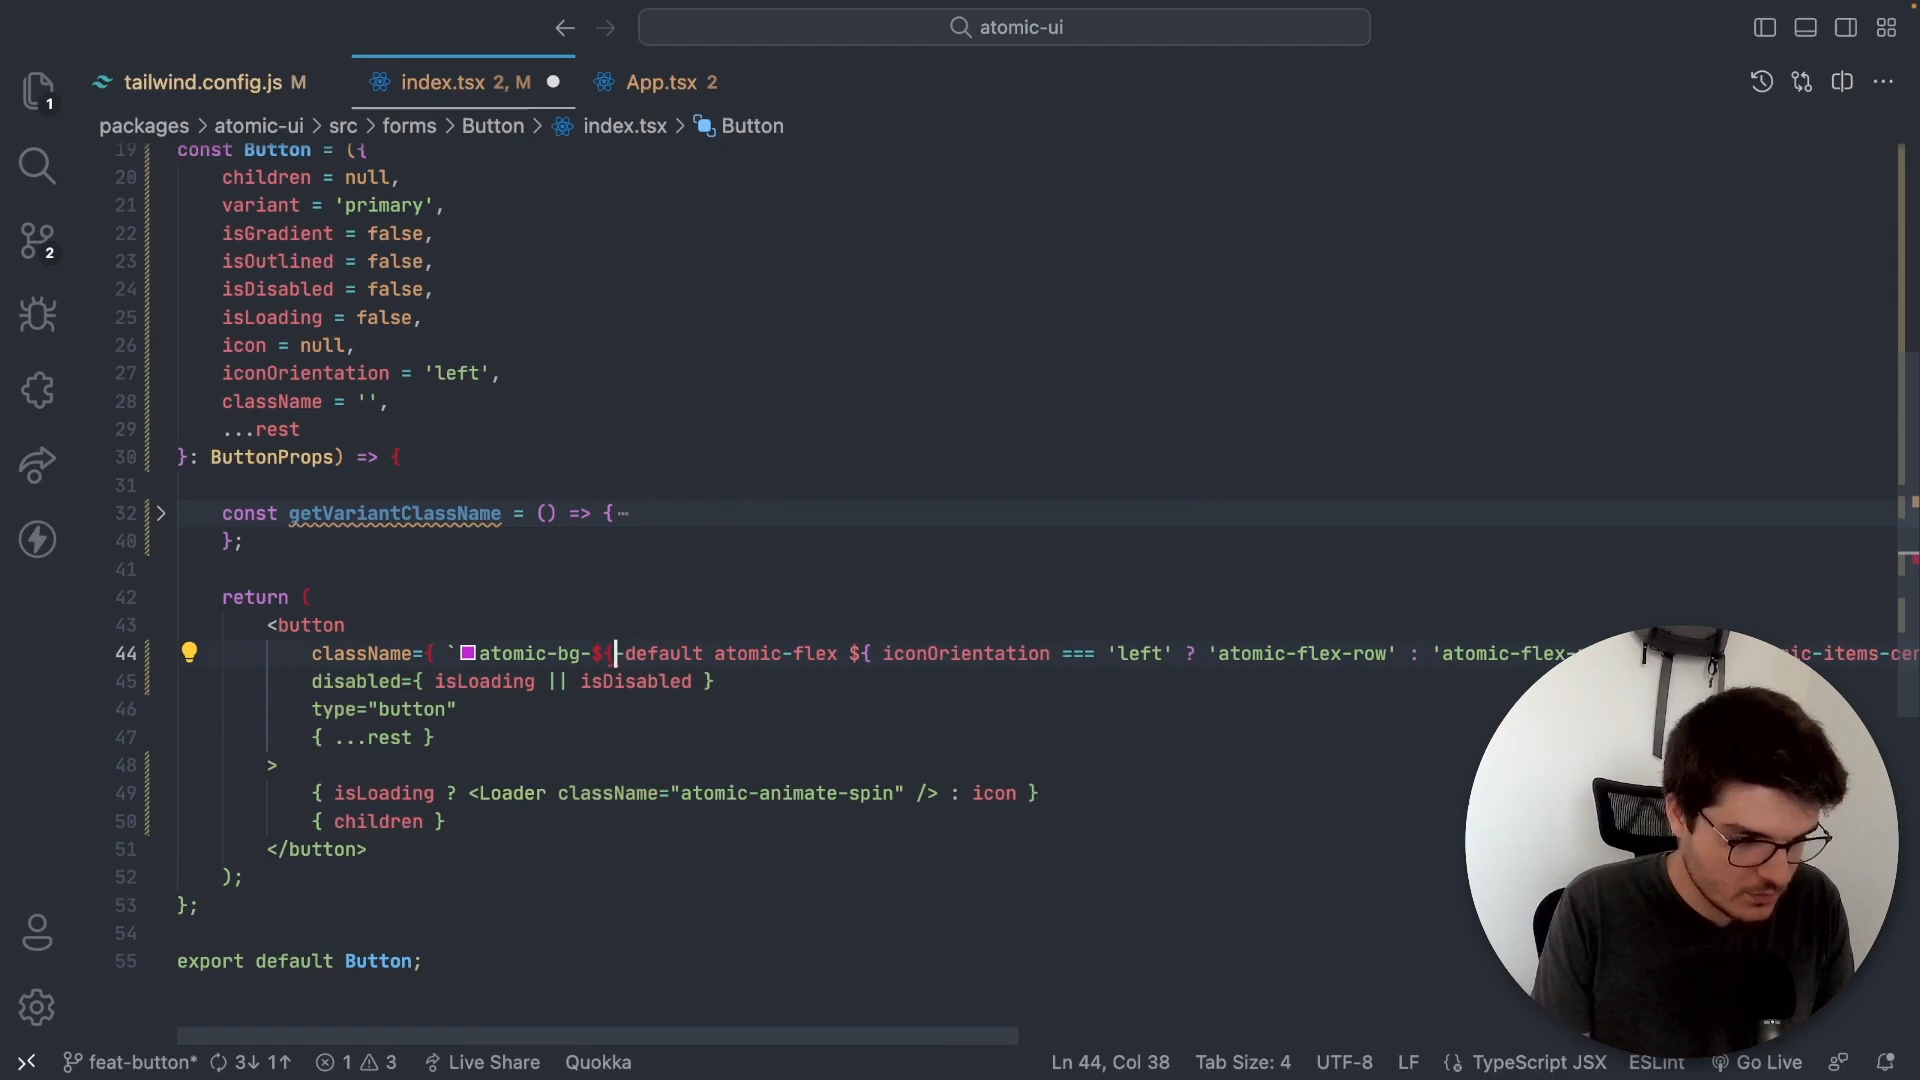 atomic-ui
tailwind.config.js M
index.tsx 2, M
App.tsx 2
packages > atomic-ui > src > forms > Button > index.tsx > Button
1
2
19 const Button = ({
20 children = null,
21 variant = 'primary',
22 isGradient = false,
23 isOutlined = false,
24 isDisabled = false,
25 isLoading = false,
26 icon = null,
27 iconOrientation = 'left',
28 className = '',
29 ...rest
30 }: ButtonProps) => {
31
32 const getVariantClassName = () => {⋯
40 };
41
42 return (
43 <button
44 className={ `atomic-bg-${-default atomic-flex ${ iconOrientation === 'left' ? 'atomic-flex-row' : 'atomic-flex- ic-items-cen
45 disabled={ isLoading || isDisabled }
46 type="button"
47 { ...rest }
48 >
49 { isLoading ? <Loader className="atomic-animate-spin" /> : icon }
50 { children }
51 </button>
52 );
53 };
54
55 export default Button;
feat-button* 3↓ 1↑ 1 3 Live Share Quokka Ln 44, Col 38 Tab Size: 4 UTF-8 LF {} TypeScript JSX ESLint Go Live